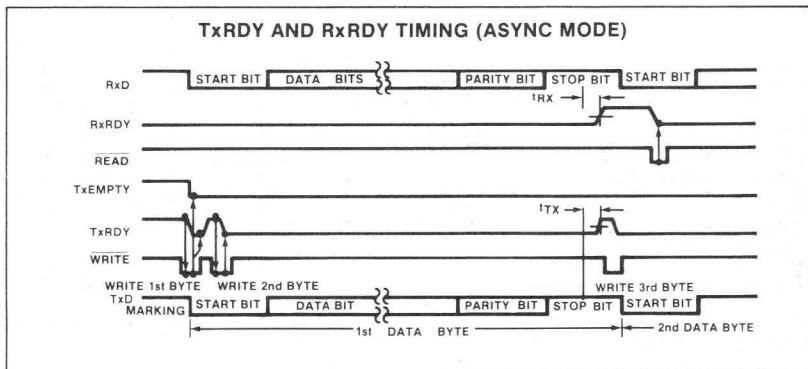 TxRDY AND RxRDY TIMING (ASYNC MODE)
RxD
START BIT
DATA BITS
PARITY BIT
STOP BIT
START BIT
tRX
RxRDY
READ
TxEMPTY
TxRDY
tTX
WRITE
WRITE 1st BYTE
WRITE 2nd BYTE
WRITE 3rd BYTE
TxD
MARKING
START BIT
DATA BIT
PARITY BIT
STOP BIT
START BIT
1st DATA BYTE
2nd DATA BYTE